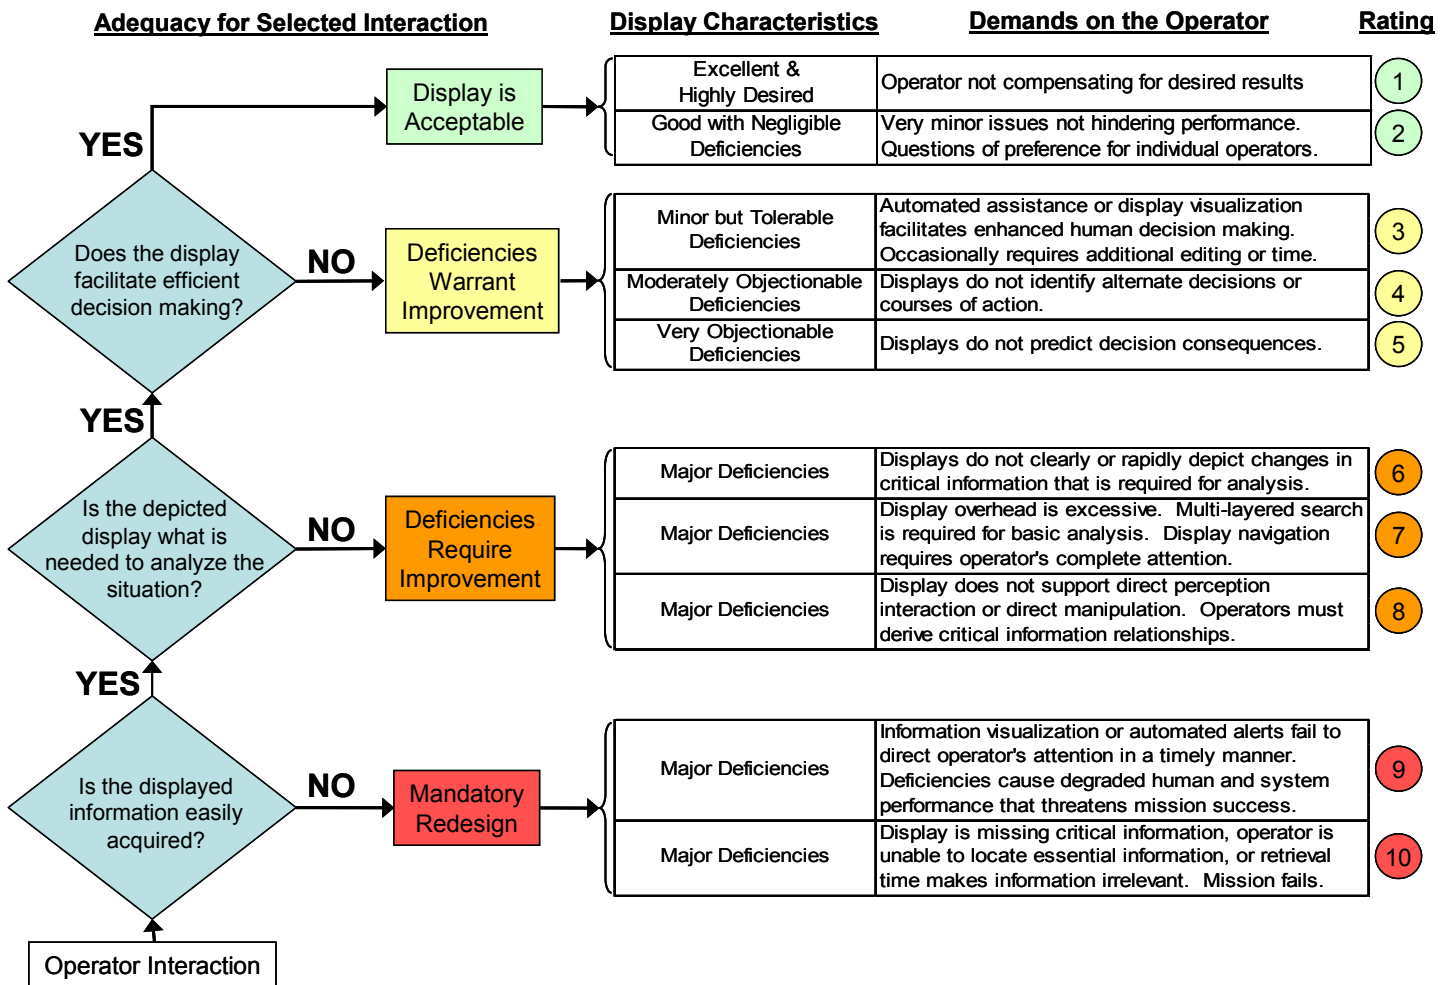 Adequacy for Selected Interaction
Display Characteristics
Demands on the Operator
Rating
Display is
Acceptable
Excellent &
Highly Desired
Operator not compensating for desired results
1
Good with Negligible
Deficiencies
Very minor issues not hindering performance.
Questions of preference for individual operators.
2
YES
Does the display
facilitate efficient
decision making?
NO
Deficiencies
Warrant
Improvement
Minor but Tolerable
Deficiencies
Automated assistance or display visualization
facilitates enhanced human decision making.
Occasionally requires additional editing or time.
3
Moderately Objectionable
Deficiencies
Displays do not identify alternate decisions or
courses of action.
4
Very Objectionable
Deficiencies
Displays do not predict decision consequences.
5
YES
Is the depicted
display what is
needed to analyze the
situation?
NO
Deficiencies
Require
Improvement
Major Deficiencies
Displays do not clearly or rapidly depict changes in
critical information that is required for analysis.
6
Major Deficiencies
Display overhead is excessive. Multi-layered search
is required for basic analysis. Display navigation
requires operator's complete attention.
7
Major Deficiencies
Display does not support direct perception
interaction or direct manipulation. Operators must
derive critical information relationships.
8
YES
Is the displayed
information easily
acquired?
NO
Mandatory
Redesign
Major Deficiencies
Information visualization or automated alerts fail to
direct operator's attention in a timely manner.
Deficiencies cause degraded human and system
performance that threatens mission success.
9
Major Deficiencies
Display is missing critical information, operator is
unable to locate essential information, or retrieval
time makes information irrelevant. Mission fails.
10
Operator Interaction